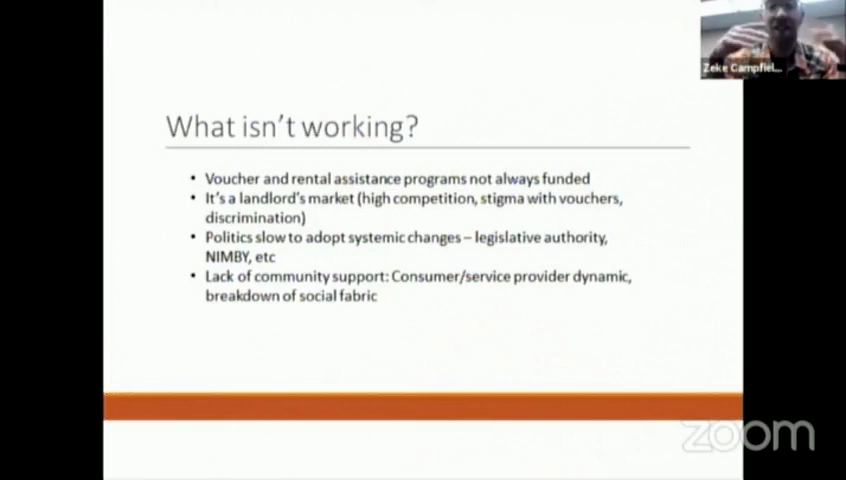 Zeke Campfiel...
What isn't working?
• Voucher and rental assistance programs not always funded
• It's a landlord's market (high competition, stigma with vouchers,
discrimination)
• Politics slow to adopt systemic changes – legislative authority,
NIMBY, etc
• Lack of community support: Consumer/service provider dynamic,
breakdown of social fabric
zoom